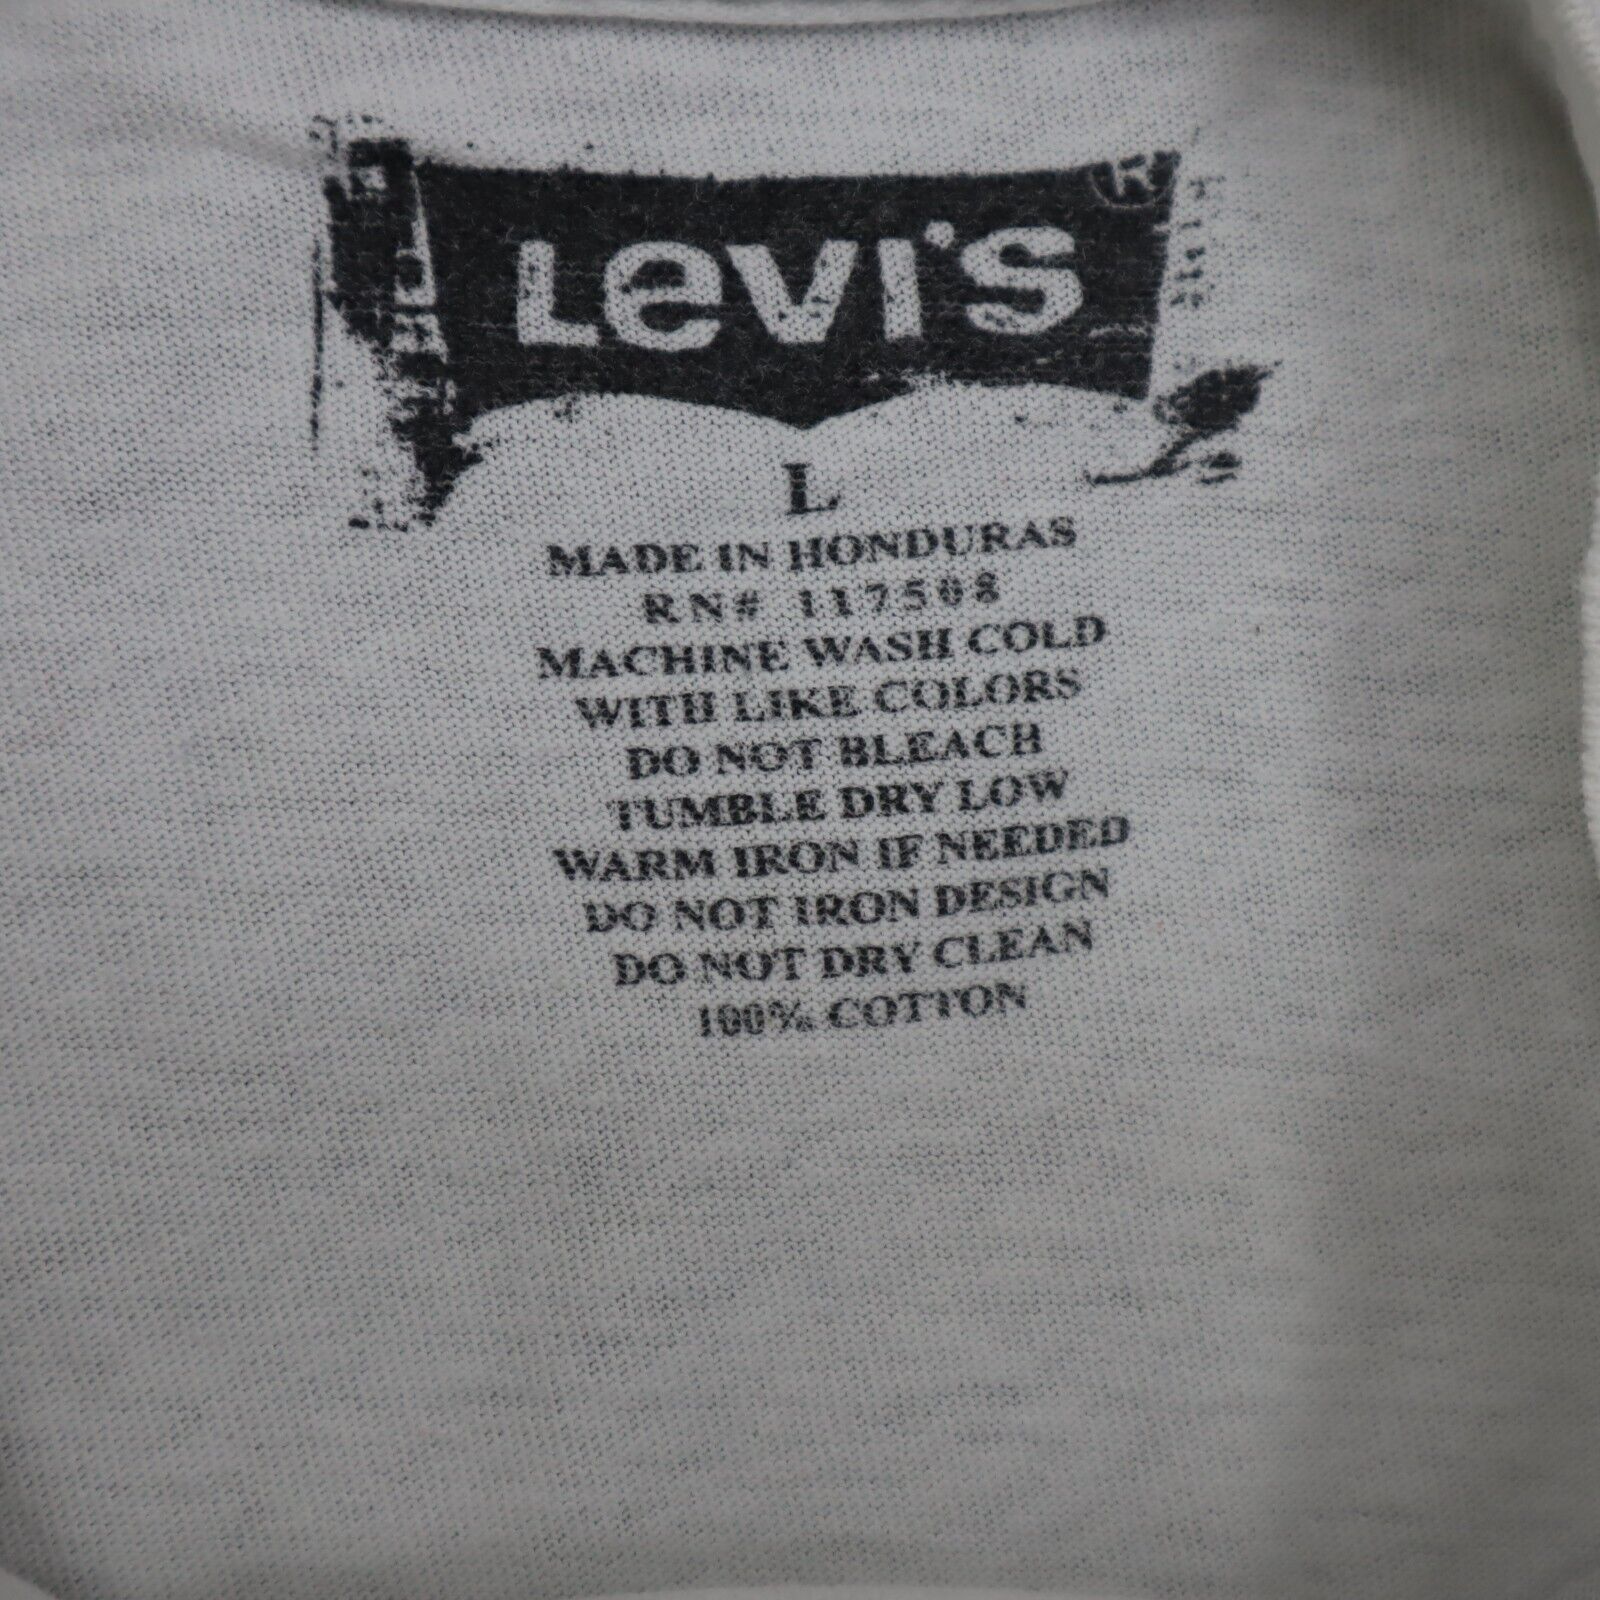 Levi's ®
L
MADE IN HONDURAS
RN# 117508
MACHINE WASH COLD
WITH LIKE COLORS
DO NOT BLEACH
TUMBLE DRY LOW
WARM IRON IF NEEDED
DO NOT IRON DESIGN
DO NOT DRY CLEAN
100% COTTON